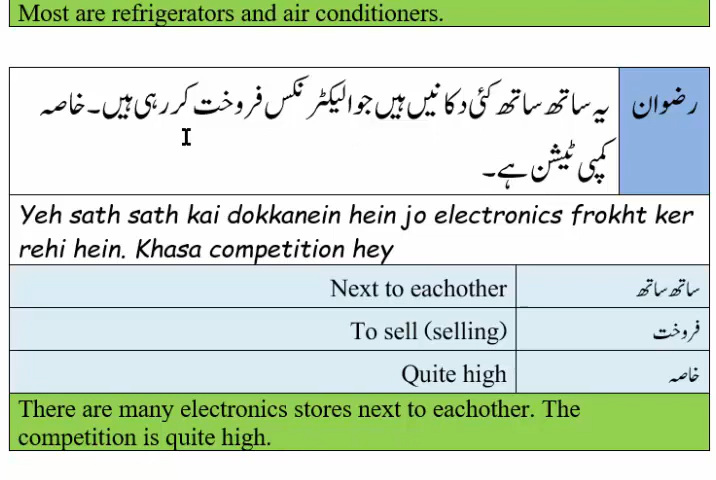 Most are refrigerators and air conditioners.
رضوان
یہ ساتھ ساتھ کئی دکانیں ہیں جو الیکٹرنکس فروخت کر رہی ہیں۔ خاصہ
کمپی ٹیشن ہے۔
Yeh sath sath kai dokkanein hein jo electronics frokht ker
rehi hein. Khasa competition hey
Next to eachother ساتھ ساتھ
To sell (selling) فروخت
Quite high خاصہ
There are many electronics stores next to eachother. The
competition is quite high.